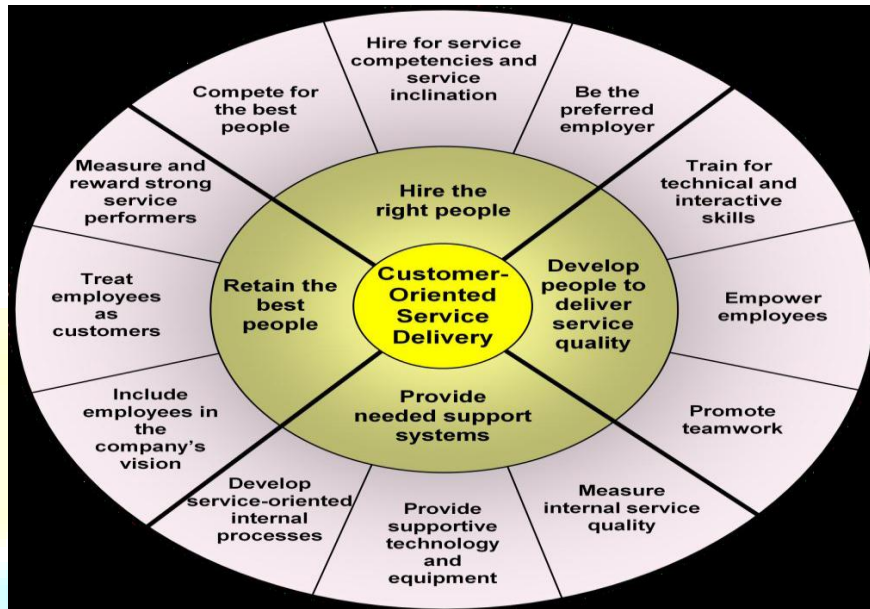 Hire for service
competencies and
service
inclination
Compete for
the best
people
Be the
preferred
employer
Measure and
reward strong
service
performers
Hire the
right people
Train for
technical and
interactive
skills
Treat
employees
as
customers
Retain the
best
people
Customer-
Oriented
Service
Delivery
Develop
people to
deliver
service
quality
Empower
employees
Include
employees in
the
company's
vision
Provide
needed support
systems
Promote
teamwork
Develop
service-oriented
internal
processes
Provide
supportive
technology
and
equipment
Measure
internal service
quality